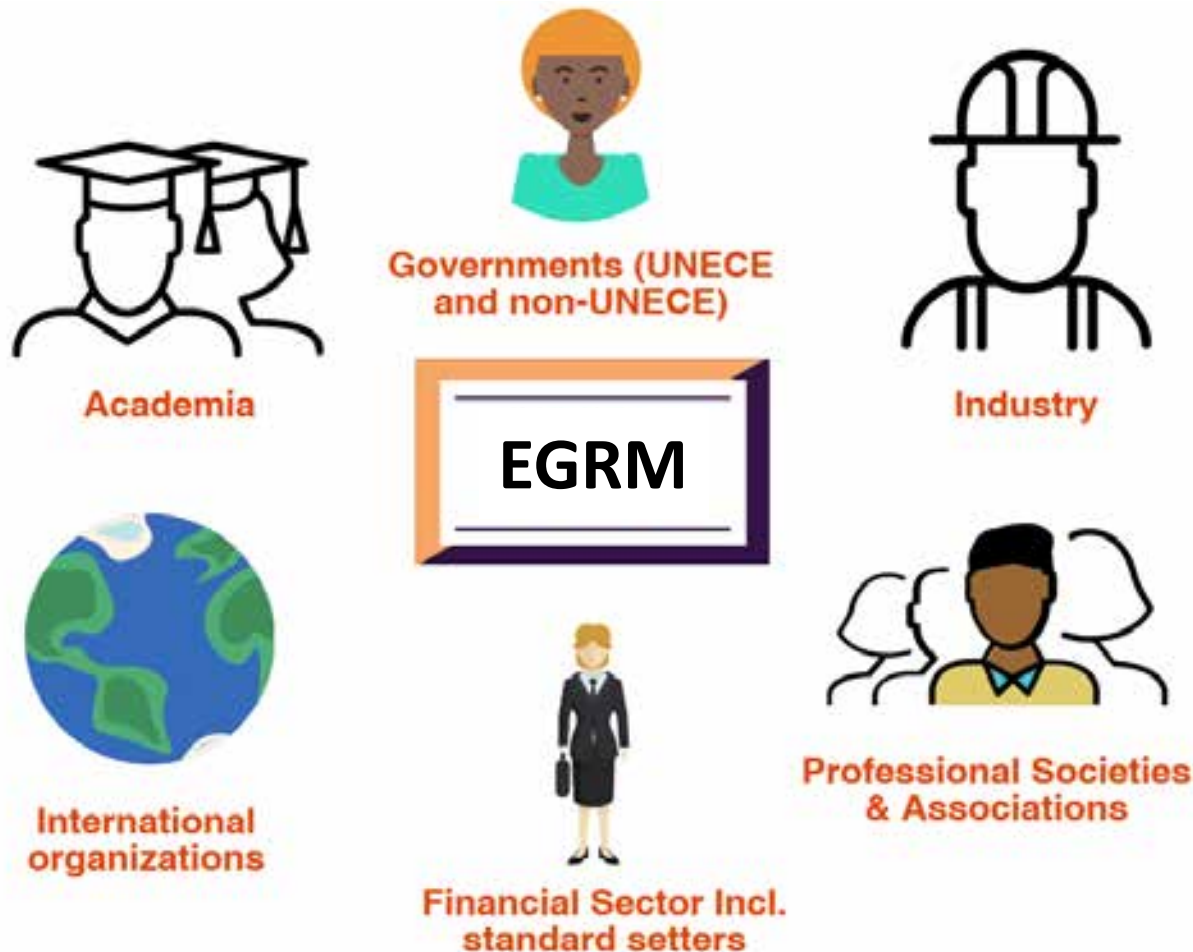 Governments (UNECE
and non-UNECE)
Academia
Industry
EGRM
International
organizations
Professional Societies
& Associations
Financial Sector Incl.
standard setters